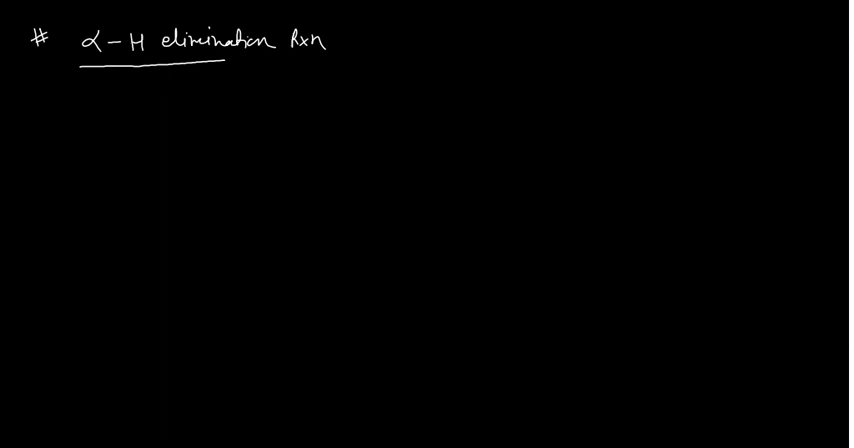 # α - H elimination Rxn